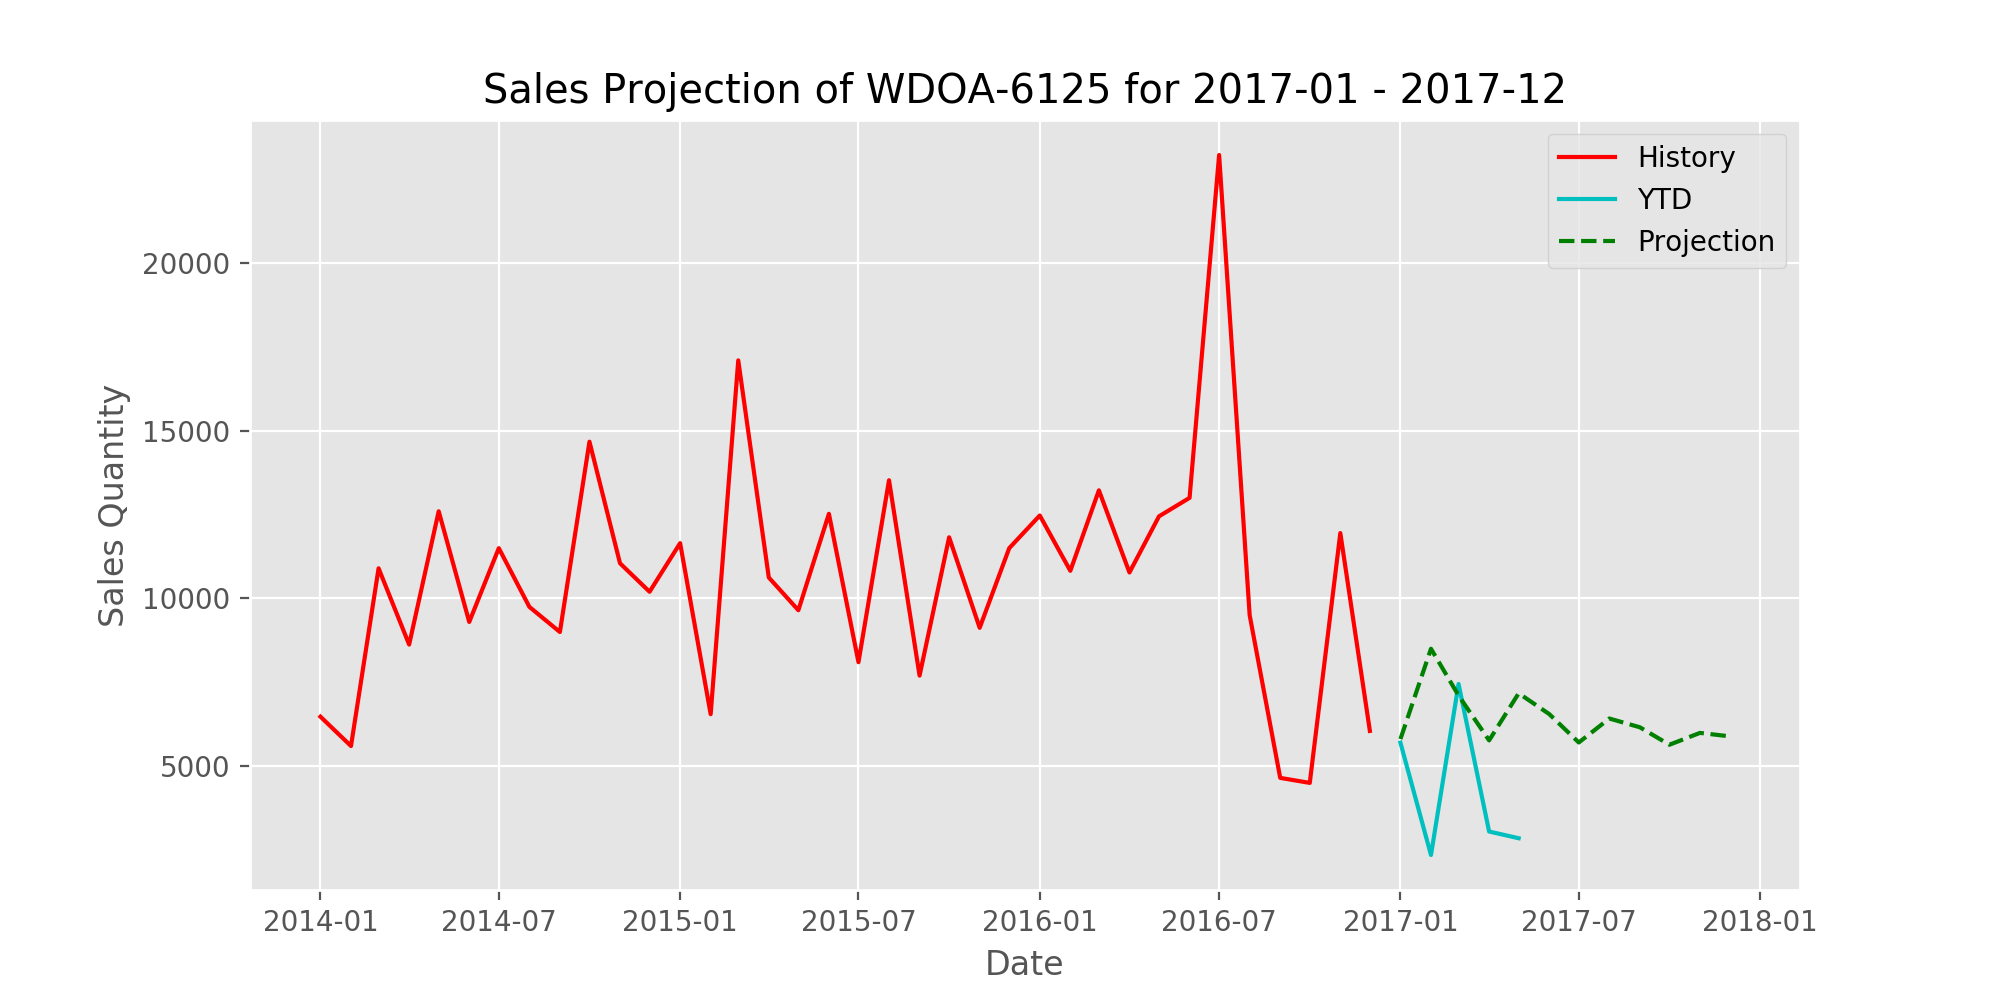 Sales Projection of WDOA-6125 for 2017-01 - 2017-12
History
YTD
Projection
20000
15000
10000
5000
Sales Quantity
2014-01
2014-07
2015-01
2015-07
2016-01
2016-07
2017-01
2017-07
2018-01
Date